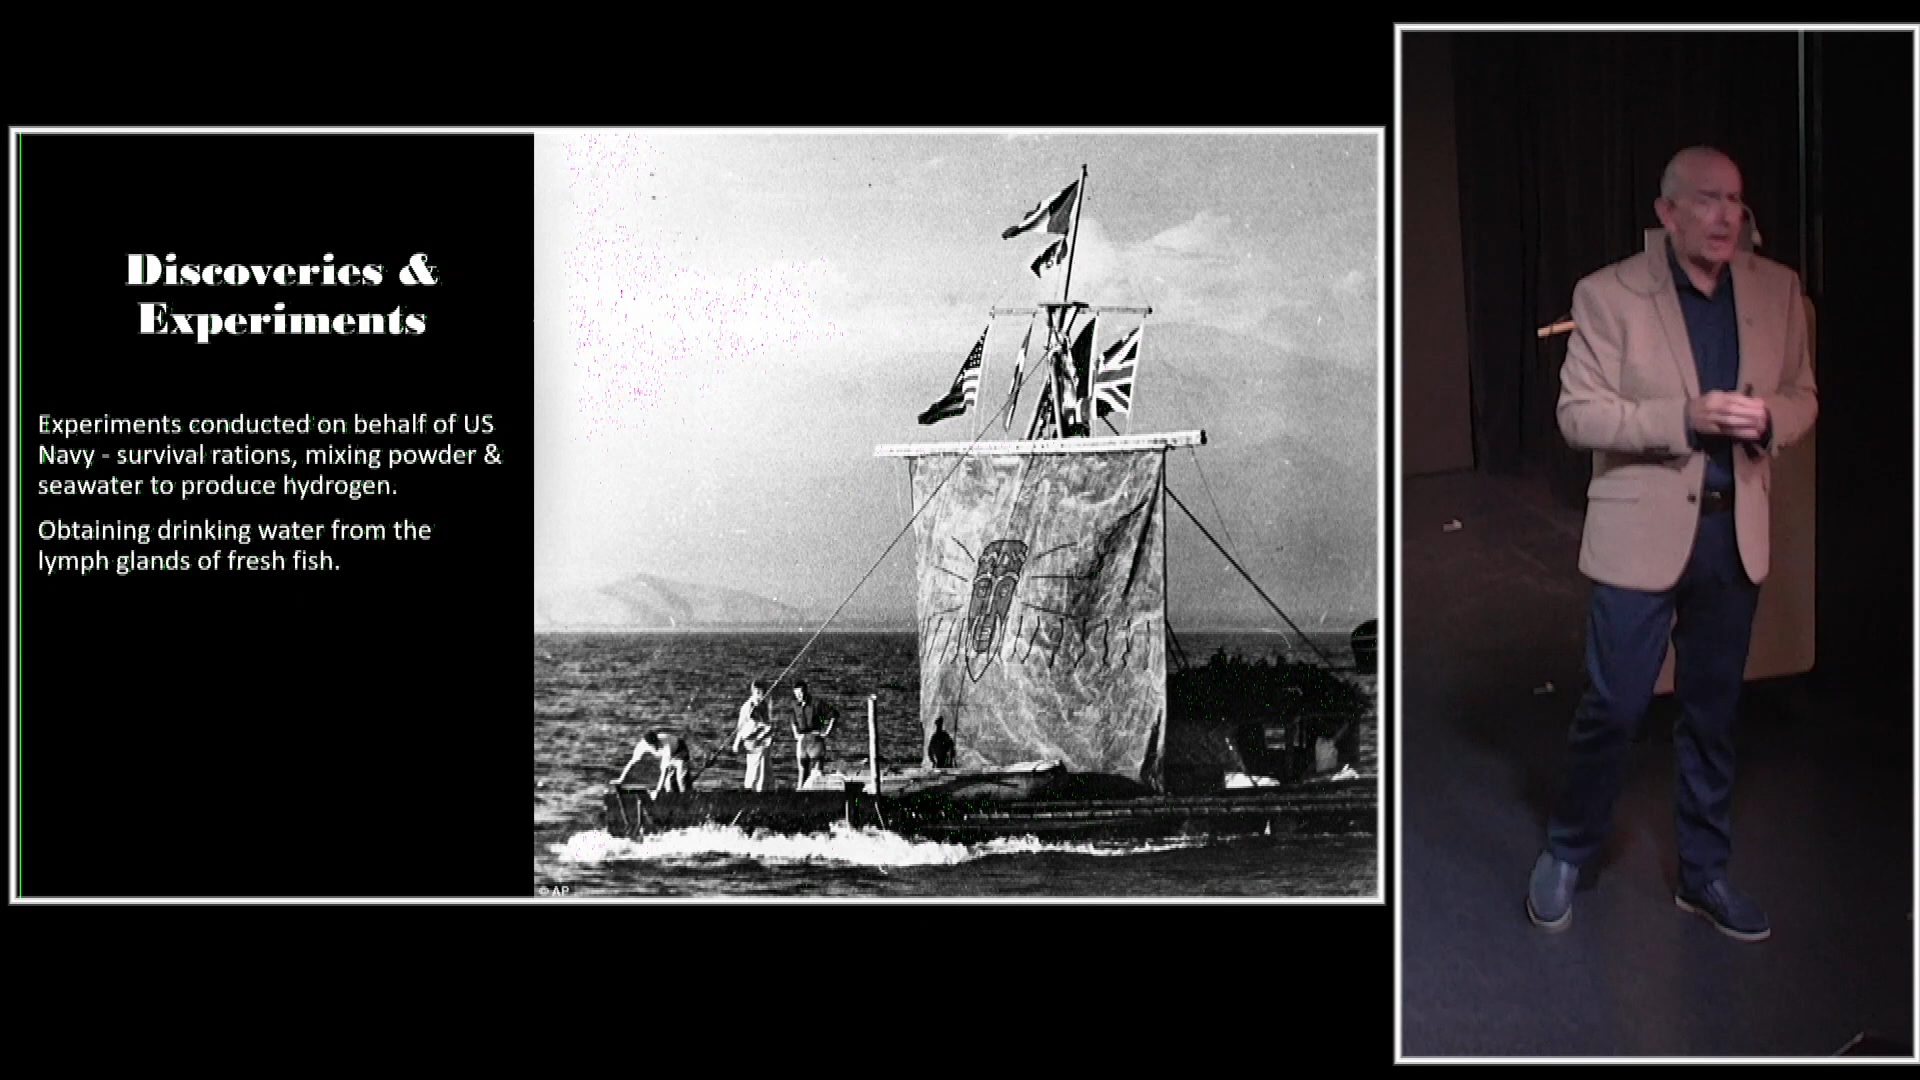 Discoveries &
Experiments
Experiments conducted on behalf of US
Navy - survival rations, mixing powder &
seawater to produce hydrogen.
Obtaining drinking water from the
lymph glands of fresh fish.
© AP